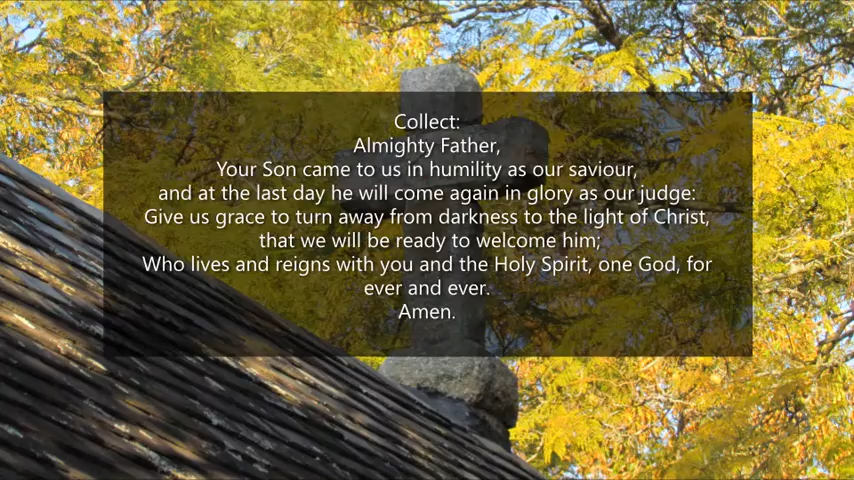 Collect:
Almighty Father,
Your Son came to us in humility as our saviour,
and at the last day he will come again in glory as our judge:
Give us grace to turn away from darkness to the light of Christ,
that we will be ready to welcome him;
Who lives and reigns with you and the Holy Spirit, one God, for
ever and ever.
Amen.